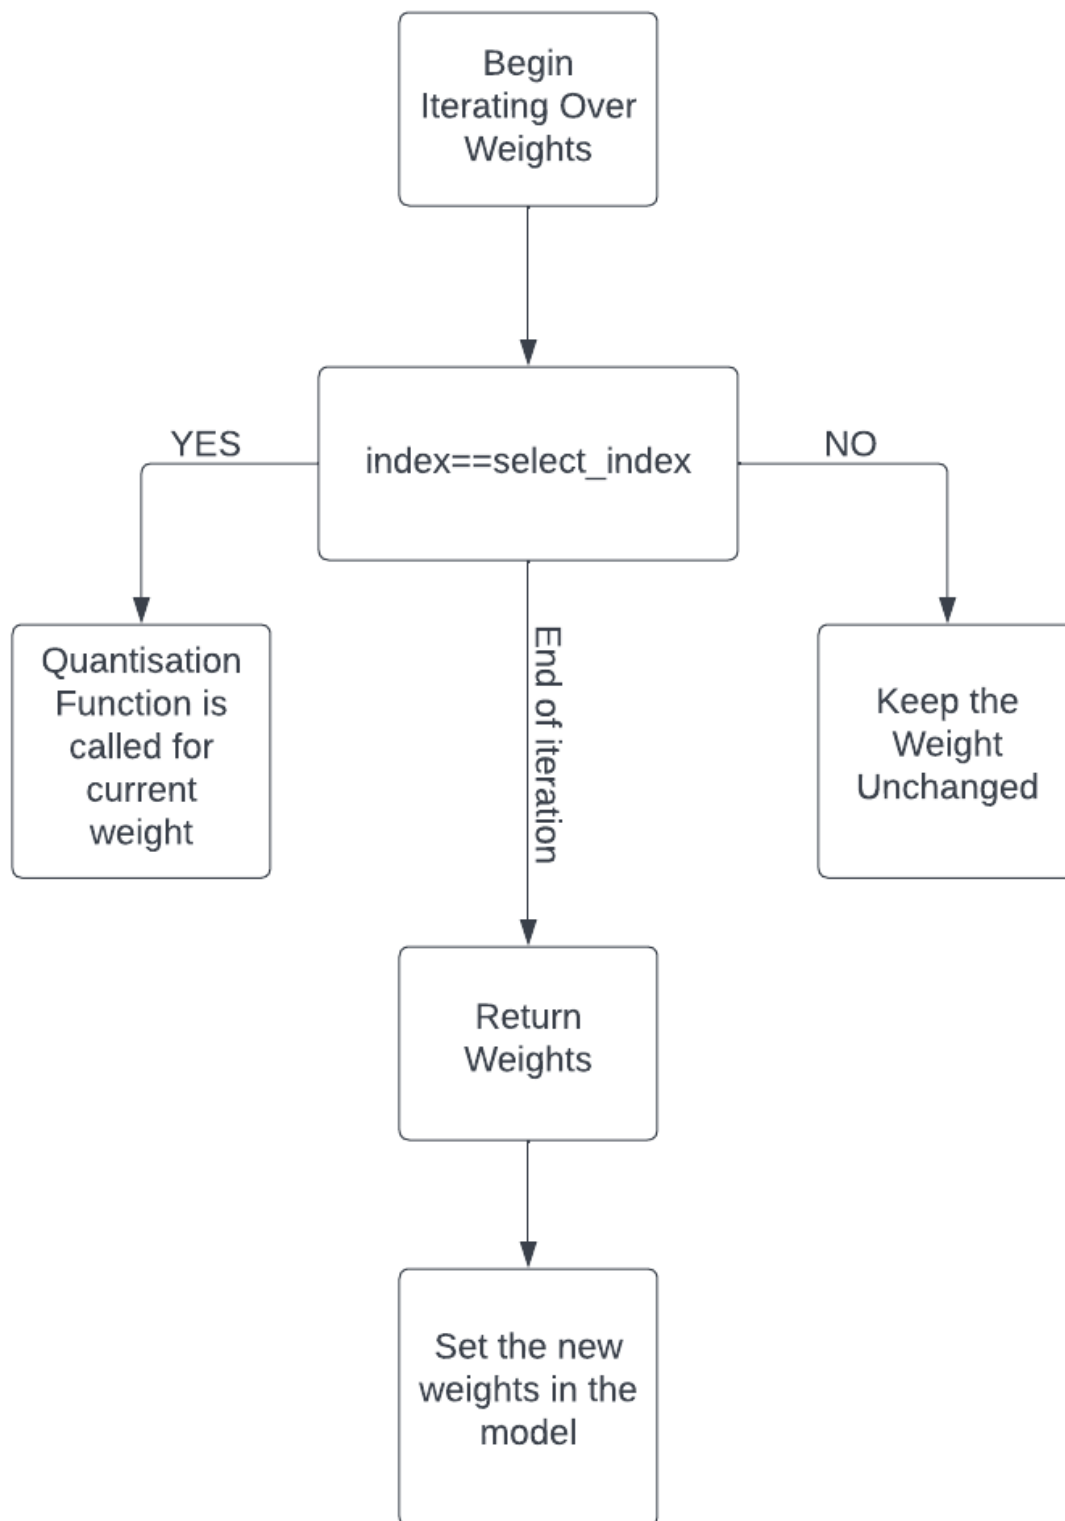 Begin
Iterating Over
Weights
YES
index==select_index
NO
Quantisation
Function is
called for
current
weight
End of iteration
Keep the
Weight
Unchanged
Return
Weights
Set the new
weights in the
model